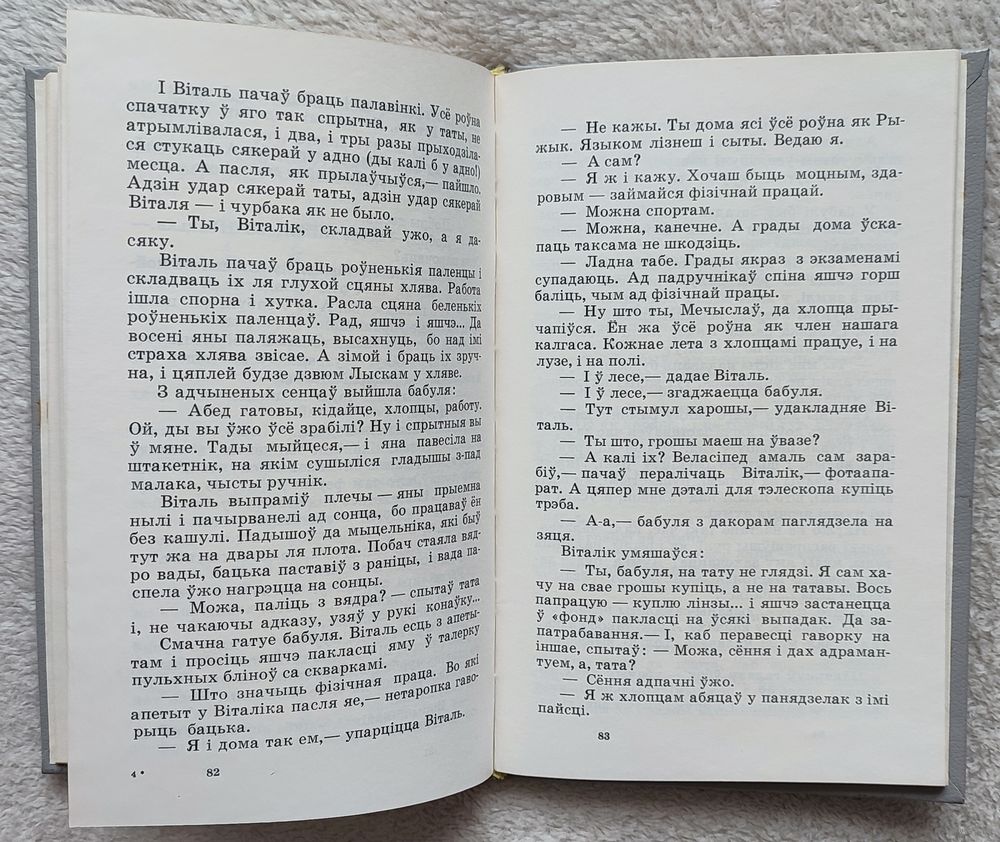 І Віталь пачаў браць палавінкі. Усё роўна
спачатку ў яго так спрытна, як у таты, не
атрымлівалася, і два, і тры разы прыходзіла-
ся стукаць сякерай у адно (ды калі б у адно!)
месца. А пасля, як прылаўчыўся,— пайшло.
Адзін удар сякерай таты, адзін удар сякерай
Віталя — і чурбака як не было.
— Ты, Віталік, складвай ужо, а я да-
сяку.
Віталь пачаў браць роўненькія паленцы і
складваць іх ля глухой сцяны хлява. Работа
ішла спорна і хутка. Расла сцяна беленькіх
роўненькіх паленцаў. Рад, яшчэ і яшчэ... Да
восені яны паляжаць, высахнуць, бо над імі
страха хлява звісае. А зімой і браць іх зруч-
на, і цяплей будзе дзвюм Лыскам у хляве.
З адчыненых сенцаў выйшла бабуля:
— Абед гатовы, кідайце, хлопцы, работу.
Ой, ды вы ўжо ўсё зрабілі? Ну і спрытныя вы
ў мяне. Тады мыйцеся,— і яна павесіла на
штакетнік, на якім сушыліся гладышы з-пад
малака, чысты ручнік.
Віталь выпраміў плечы — яны прыемна
нылі і пачырванелі ад сонца, бо працаваў ён
без кашулі. Падышоў да мыцельніка, які быў
тут жа на двары ля плота. Побач стаяла вяд-
ро вады, бацька паставіў з раніцы, і вада па-
спела ўжо нагрэцца на сонцы.
— Можа, паліць з вядра? — спытаў тата
і, не чакаючы адказу, узяў у рукі конаўку...
Смачна гатуе бабуля. Віталь есць з апеты-
там і просіць яшчэ пакласці яму ў талерку
пульхных бліноў са скваркамі.
— Што значыць фізічная праца. Во які
апетыт у Віталіка пасля яе,— нетаропка гаво-
рыць бацька.
— Я і дома так ем,— упарціцца Віталь.
4 •
82
— Не кажы. Ты дома ясі ўсё роўна як Ры-
жык. Языком лізнеш і сыты. Ведаю я.
— А сам?
— Я ж і кажу. Хочаш быць моцным, зда-
ровым — займайся фізічнай працай.
— Можна спортам.
— Можна, канечне. А грады дома ўска-
паць таксама не шкодзіць.
— Ладна табе. Грады якраз з экзаменамі
супадаюць. Ад падручнікаў спіна яшчэ горш
баліць, чым ад фізічнай працы.
— Ну што ты, Мечыслаў, да хлопца пры-
чапіўся. Ён жа ўсё роўна як член нашага
калгаса. Кожнае лета з хлопцамі працуе, і на
лузе, і на полі.
— І ў лесе,— дадае Віталь.
— І ў лесе,— згаджаецца бабуля.
— Тут стымул харошы,— удакладняе Ві-
таль.
— Ты што, грошы маеш на ўвазе?
— А калі іх? Веласіпед амаль сам зара-
біў,— пачаў пералічаць Віталік,— фотаапа-
рат. А цяпер мне дэталі для тэлескопа купіць
трэба.
— А-а,— бабуля з дакорам паглядзела на
зяця.
Віталік умяшаўся:
— Ты, бабуля, на тату не глядзі. Я сам ха-
чу на свае грошы купіць, а не на татавы. Вось
папрацую — куплю лінзы... і яшчэ застанецца
ў «фонд» пакласці на ўсякі выпадак. Да за-
патрабавання.— І, каб перавесці гаворку на
іншае, спытаў: — Можа, сёння і дах адраман-
туем, а, тата?
— Сёння адпачні ўжо.
— Я ж хлопцам абяцаў у панядзелак з імі
пайсці.
83